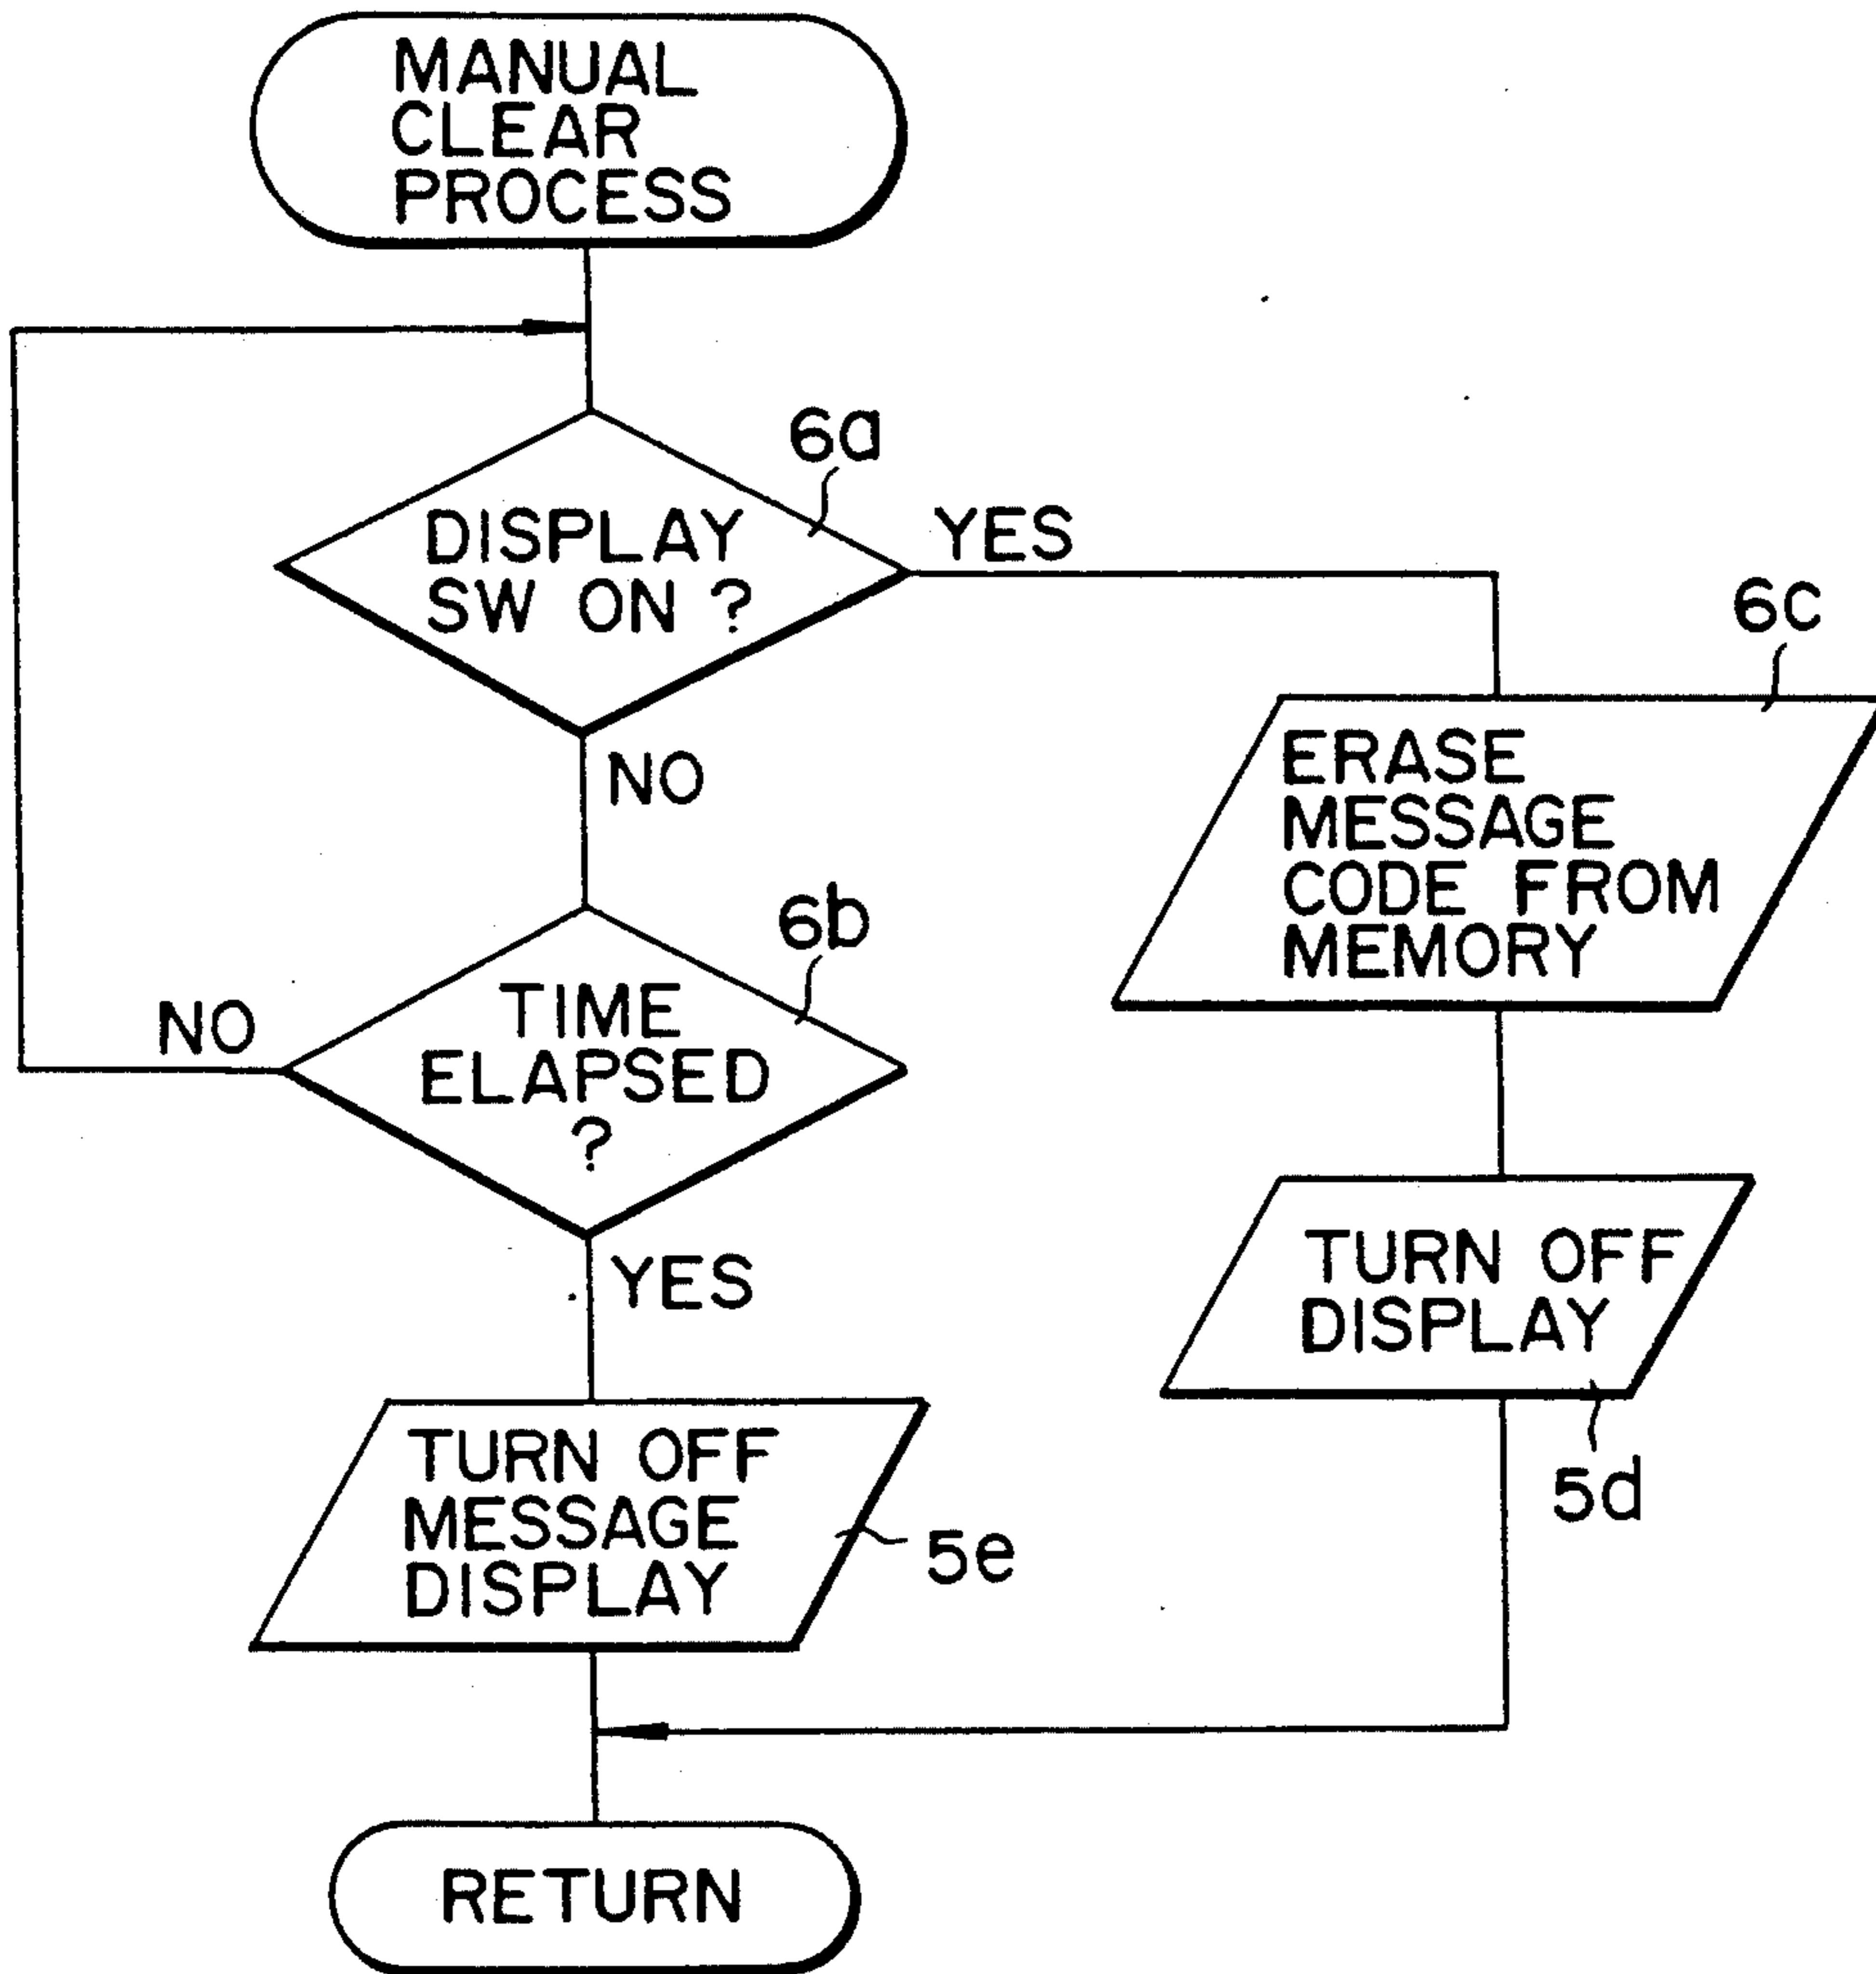 MANUAL
CLEAR
PROCESS
6a
DISPLAY
SW ON ?
YES
NO
6c
ERASE
MESSAGE
CODE FROM
MEMORY
6b
TIME
ELAPSED
?
NO
YES
TURN OFF
DISPLAY
5d
TURN OFF
MESSAGE
DISPLAY
5e
RETURN